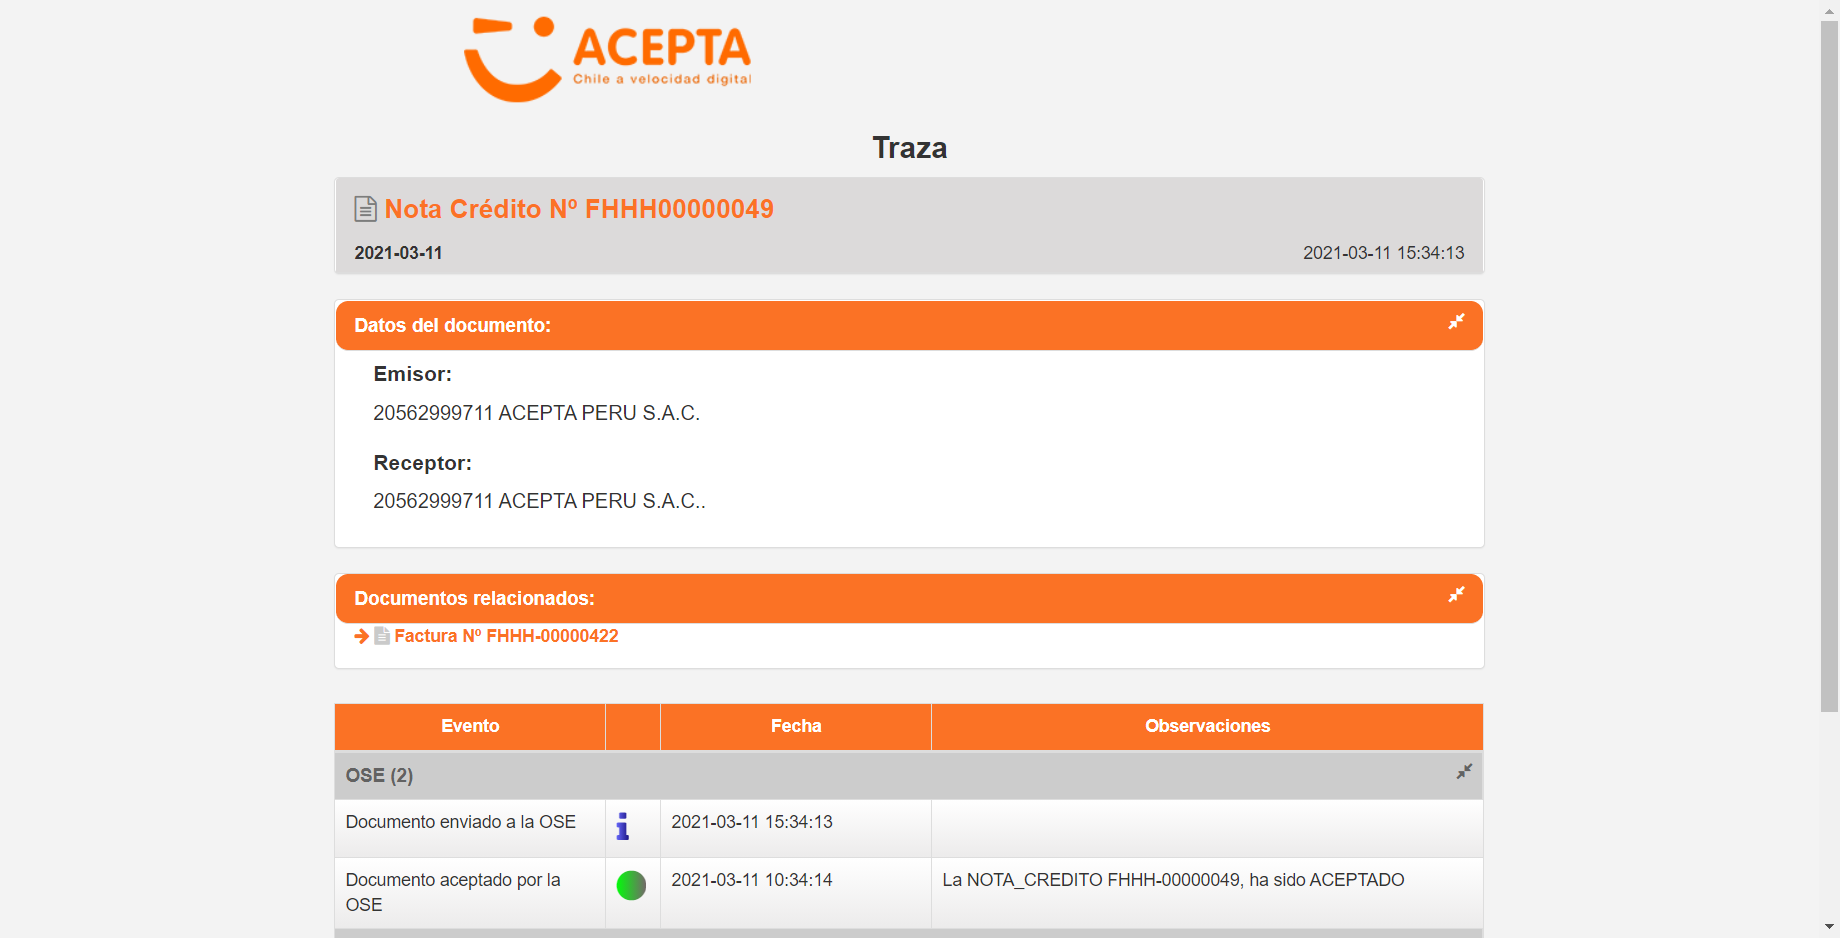 ACEPTA
Chile a velocidad digital
Traza
Nota Crédito Nº FHHH00000049
2021-03-11
2021-03-11 15:34:13
Datos del documento:
Emisor:
20562999711 ACEPTA PERU S.A.C.
Receptor:
20562999711 ACEPTA PERU S.A.C..
Documentos relacionados:
Factura Nº FHHH-00000422
Evento Fecha Observaciones
OSE (2)
Documento enviado a la OSE 2021-03-11 15:34:13
Documento aceptado por la 2021-03-11 10:34:14 La NOTA_CREDITO FHHH-00000049, ha sido ACEPTADO
OSE